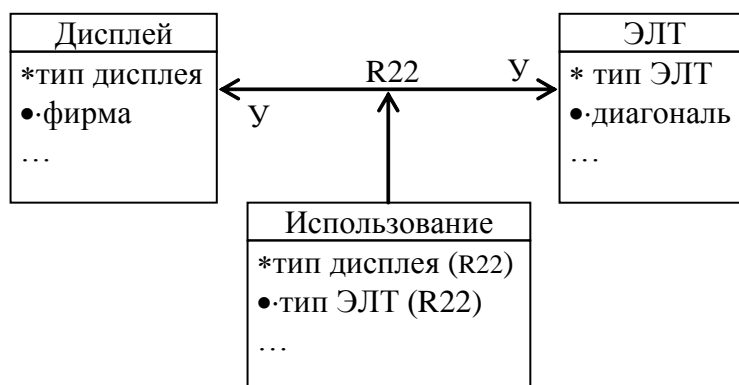 Дисплей
*тип дисплея
●·фирма
…
R22
У
У
ЭЛТ
* тип ЭЛТ
●·диагональ
…
Использование
*тип дисплея (R22)
●·тип ЭЛТ (R22)
…